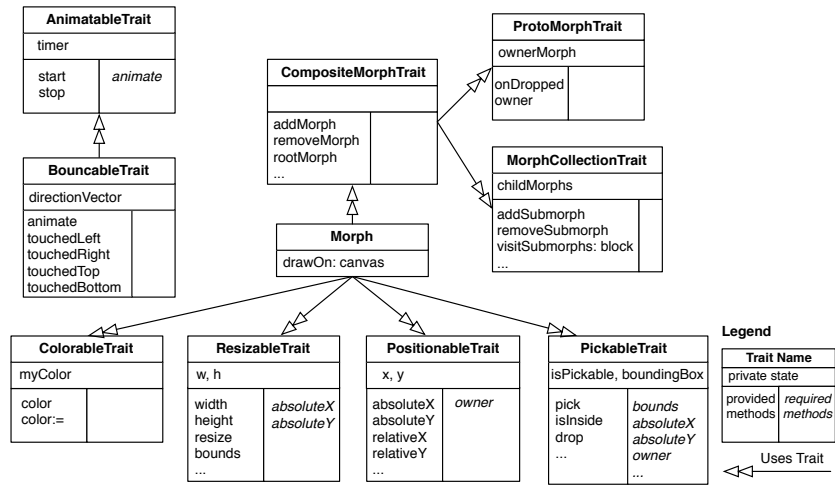 AnimatableTrait
timer
start
stop
animate
BouncableTrait
directionVector
animate
touchedLeft
touchedRight
touchedTop
touchedBottom
CompositeMorphTrait
addMorph
removeMorph
rootMorph
...
ProtoMorphTrait
ownerMorph
onDropped
owner
MorphCollectionTrait
childMorphs
addSubmorph
removeSubmorph
visitSubmorphs: block
...
Morph
drawOn: canvas
ColorableTrait
myColor
color
color:=
ResizableTrait
w, h
width
height
resize
bounds
...
absoluteX
absoluteY
PositionableTrait
x, y
absoluteX
absoluteY
relativeX
relativeY
...
owner
PickableTrait
isPickable, boundingBox
pick
isInside
drop
...
bounds
absoluteX
absoluteY
owner
...
Legend
Trait Name
private state
provided
methods
required
methods
Uses Trait